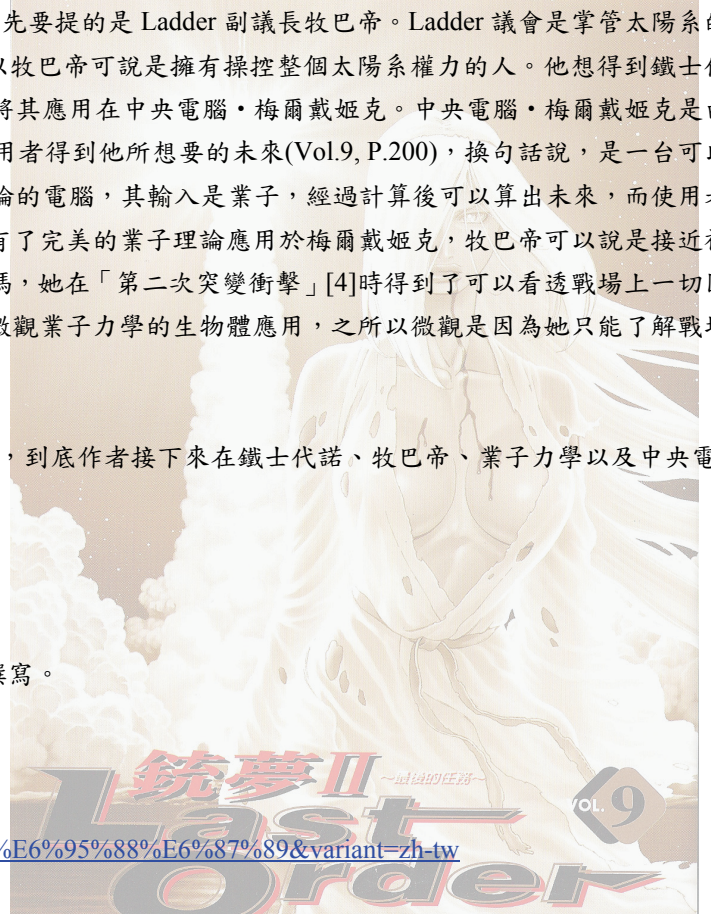 先要提的是 Ladder 副議長牧巴帝。Ladder 議會是掌管太陽系的
以牧巴帝可說是擁有操控整個太陽系權力的人。他想得到鐵士代
將其應用在中央電腦•梅爾戴姬克。中央電腦•梅爾戴姬克是由
用者得到他所想要的未來(Vol.9, P.200)，換句話說，是一台可以
論的電腦，其輸入是業子，經過計算後可以算出未來，而使用者
有了完美的業子理論應用於梅爾戴姬克，牧巴帝可以說是接近神
馬，她在「第二次突變衝擊」[4]時得到了可以看透戰場上一切因
微觀業子力學的生物體應用，之所以微觀是因為她只能了解戰場
，到底作者接下來在鐵士代諾、牧巴帝、業子力學以及中央電
撰寫。
銃夢II ～最後的任務～
VOL. 9
Last
Order
%E6%95%88%E6%87%89&variant=zh-tw